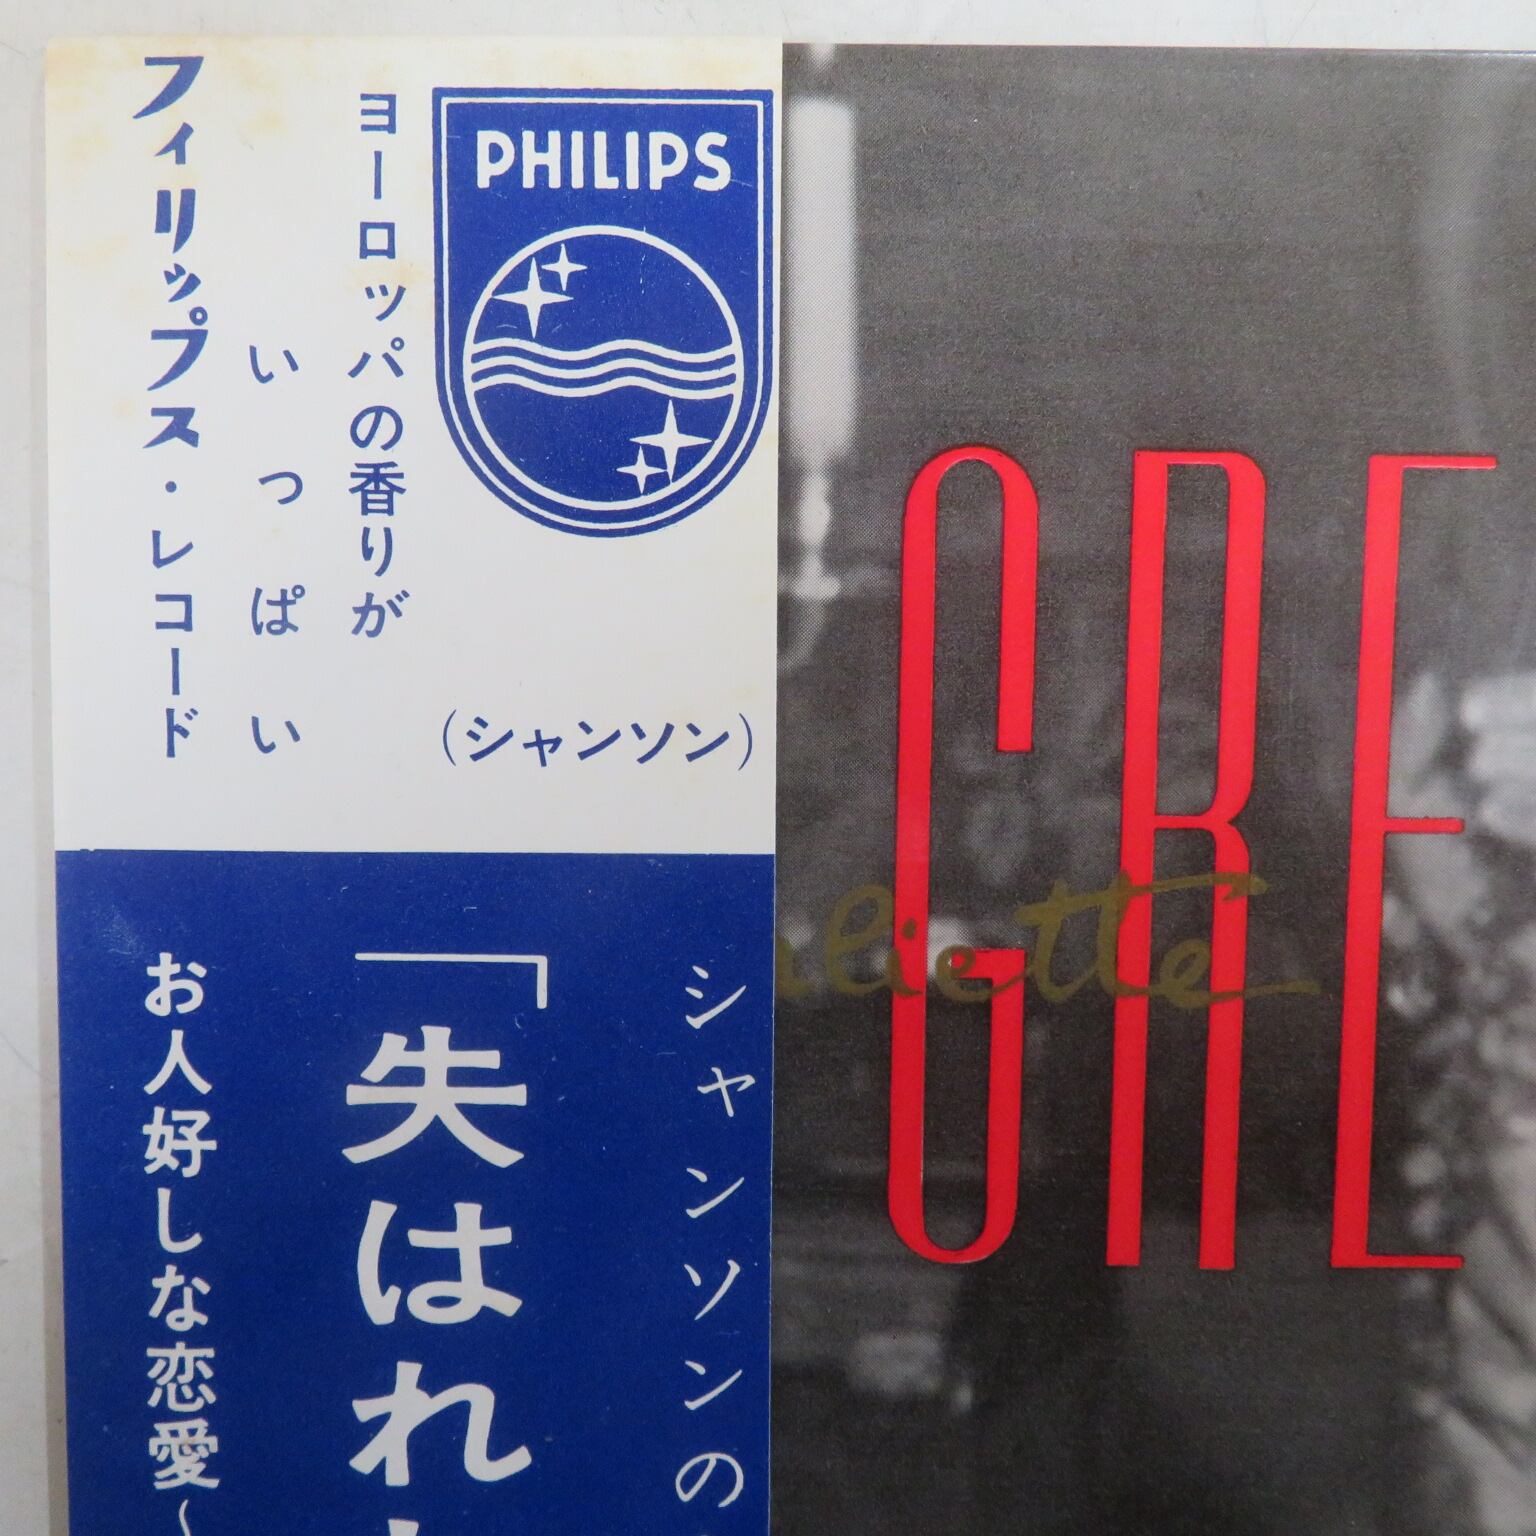 PHILIPS
ヨーロッパの香りが
いっぱい
フィリップス・レコード
(シャンソン)
シャンソンの
「失はれ
お人好しな恋愛〜
GRE
liette